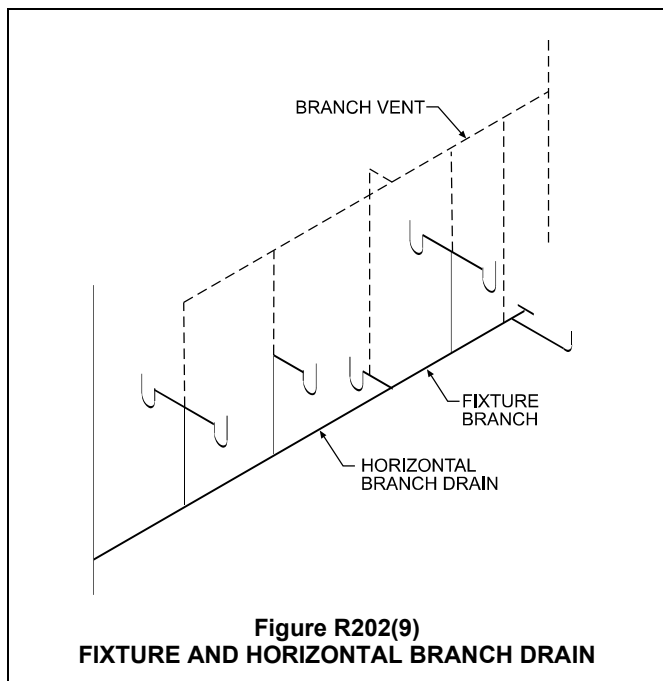 BRANCH VENT
FIXTURE
BRANCH
HORIZONTAL
BRANCH DRAIN
Figure R202(9)
FIXTURE AND HORIZONTAL BRANCH DRAIN